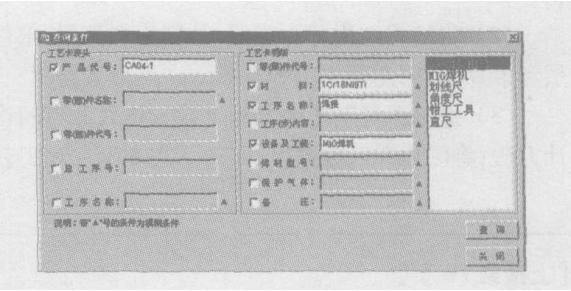 查询条件
工艺卡表头
产品代号: CA04-1
零(部)件名称:
零(部)件代号:
总工序号:
工序名称:
工艺卡明细
零(部)件代号:
材料: 1Cr18Ni9Ti
工序名称: 焊接
工序(步)内容:
设备及工装: MIG焊机
焊材型号:
保护气体:
备注:
MIG焊机
划线尺
角度尺
钳工工具
直尺
说明:带"▲"号的条件为模糊条件
查询
关闭